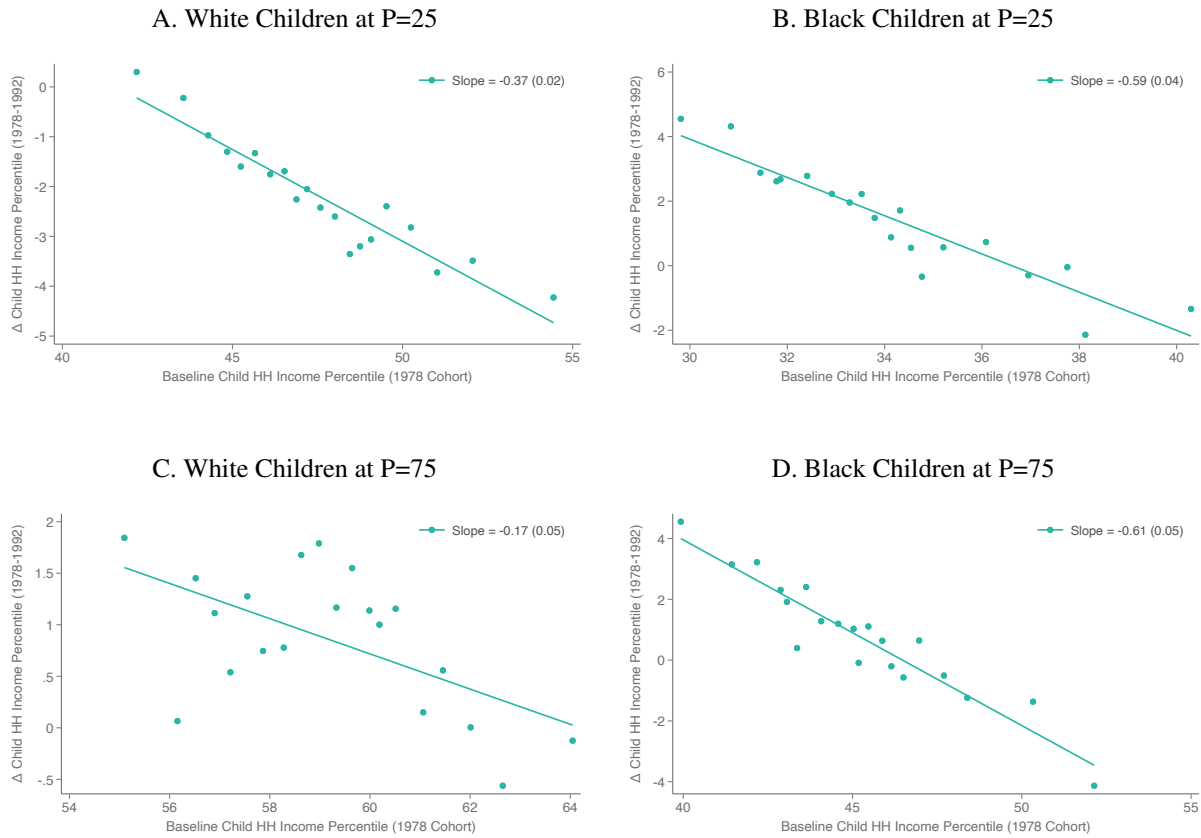 A. White Children at P=25
Δ Child HH Income Percentile (1978-1992)
0
-1
-2
-3
-4
-5
40 45 50 55
Baseline Child HH Income Percentile (1978 Cohort)
Slope = -0.37 (0.02)
B. Black Children at P=25
Δ Child HH Income Percentile (1978-1992)
6
4
2
0
-2
30 32 34 36 38 40
Baseline Child HH Income Percentile (1978 Cohort)
Slope = -0.59 (0.04)
C. White Children at P=75
Δ Child HH Income Percentile (1978-1992)
2
1.5
1
.5
0
-.5
54 56 58 60 62 64
Baseline Child HH Income Percentile (1978 Cohort)
Slope = -0.17 (0.05)
D. Black Children at P=75
Δ Child HH Income Percentile (1978-1992)
4
2
0
-2
-4
40 45 50 55
Baseline Child HH Income Percentile (1978 Cohort)
Slope = -0.61 (0.05)